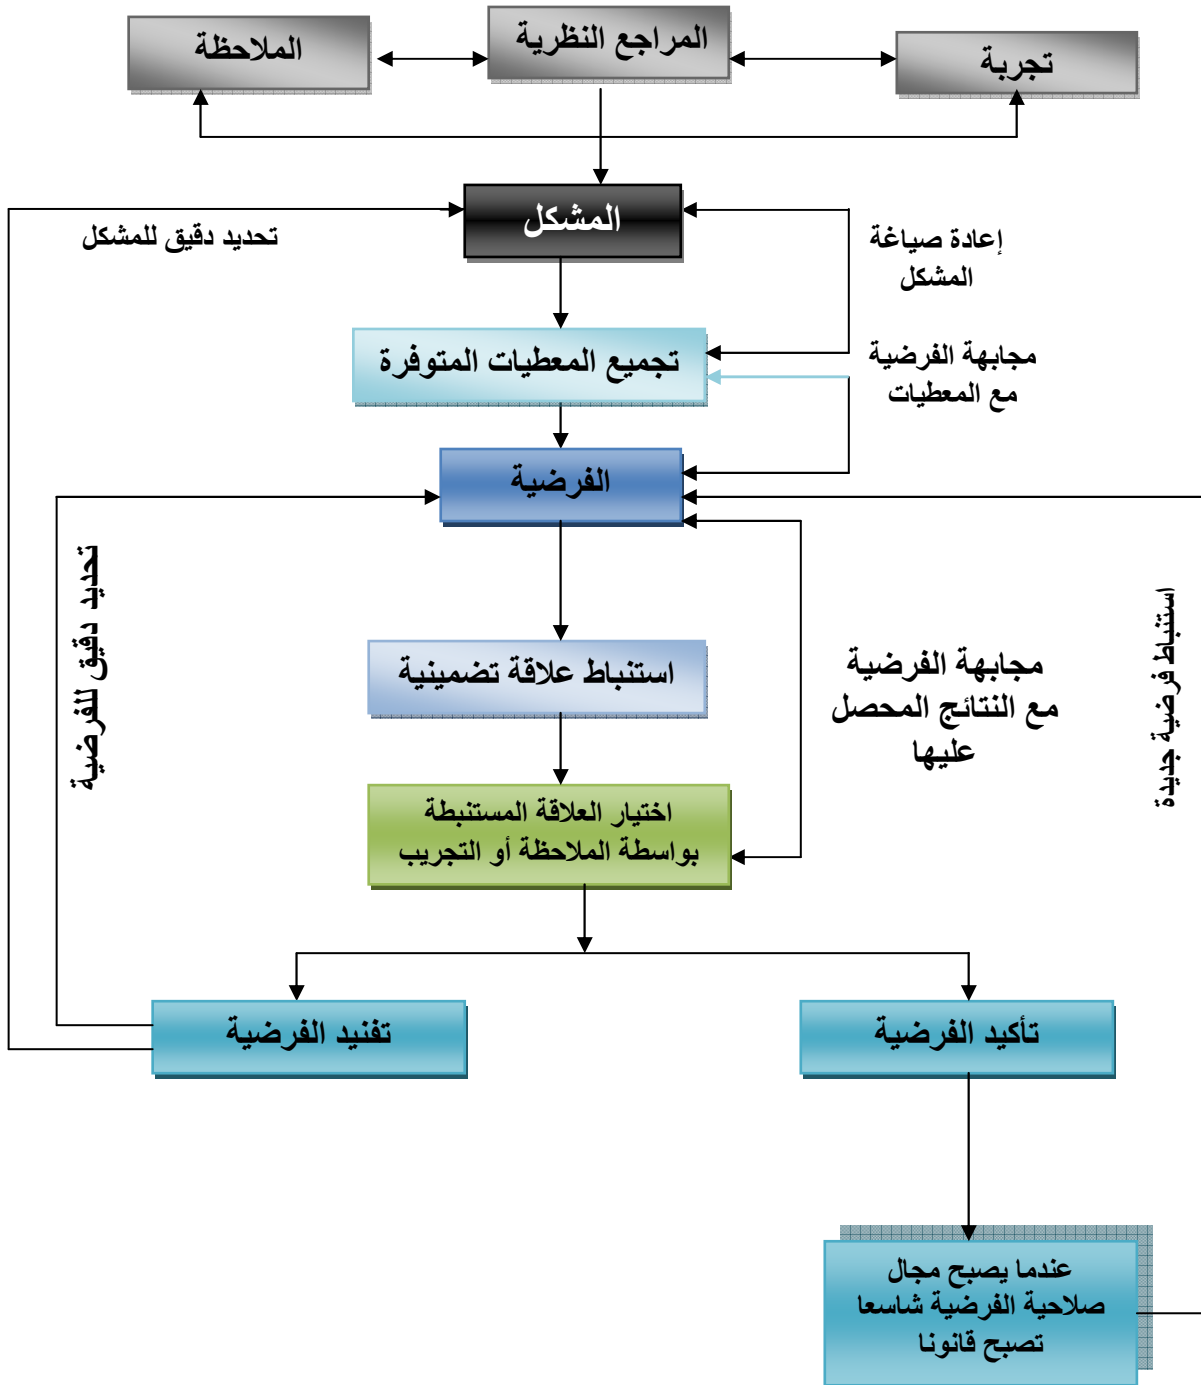 المراجع النظرية
الملاحظة
تجربة
المشكل
تحديد دقيق للمشكل
إعادة صياغة
المشكل
تجميع المعطيات المتوفرة
مجابهة الفرضية
مع المعطيات
الفرضية
تحديد دقيق للفرضية
استنباط فرضية جديدة
استنباط علاقة تضمينية
مجابهة الفرضية
مع النتائج المحصل
عليها
اختيار العلاقة المستنبطة
بواسطة الملاحظة أو التجريب
تأكيد الفرضية
تفنيد الفرضية
عندما يصبح مجال
صلاحية الفرضية شاسعا
تصبح قانونا